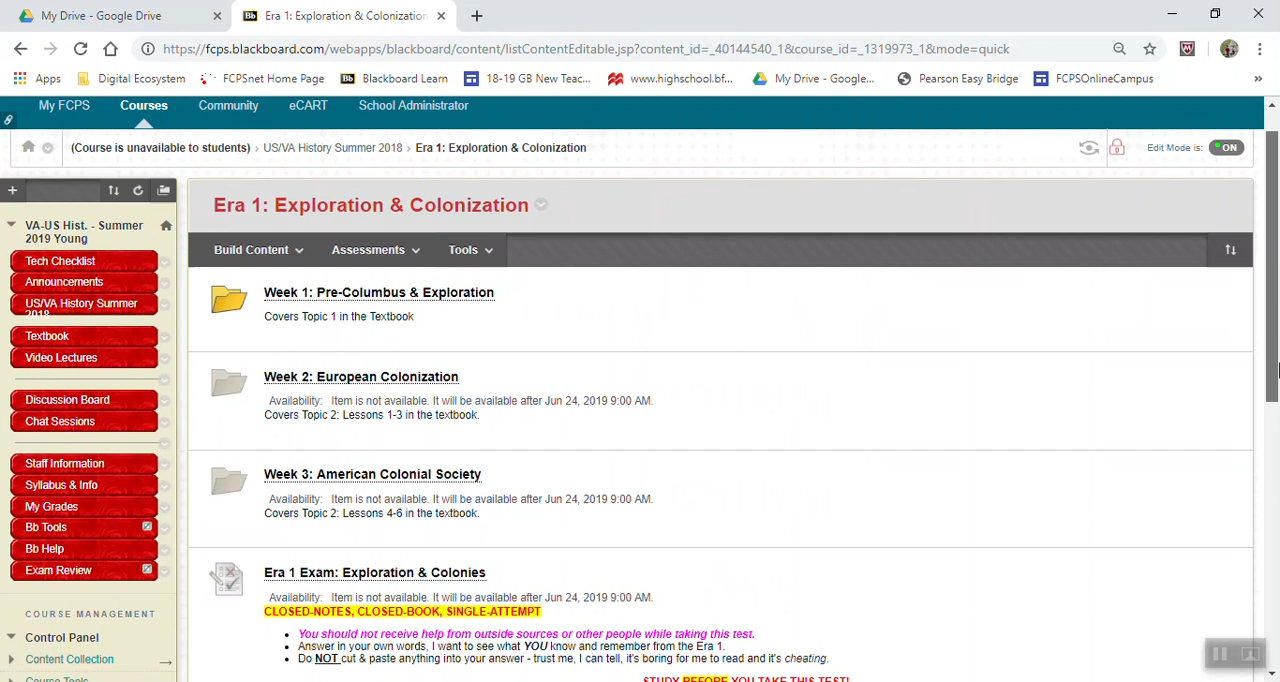 My Drive - Google Drive
Era 1: Exploration & Colonization
https://fcps.blackboard.com/webapps/blackboard/content/listContentEditable.jsp?content_id=_40144540_1&course_id=_1319973_1&mode=quick
Apps Digital Ecosystem FCPSnet Home Page Bb Blackboard Learn 18-19 GB New Teac... www.highschool.bf... My Drive - Google... Pearson Easy Bridge FCPSOnlineCampus »
My FCPS Courses Community eCART School Administrator
(Course is unavailable to students) > US/VA History Summer 2018 > Era 1: Exploration & Colonization
Edit Mode is: ON
VA-US Hist. - Summer
2019 Young
Tech Checklist
Announcements
US/VA History Summer
2018
Textbook
Video Lectures
Discussion Board
Chat Sessions
Staff Information
Syllabus & Info
My Grades
Bb Tools
Bb Help
Exam Review
COURSE MANAGEMENT
Control Panel
Content Collection
Course Tools
Era 1: Exploration & Colonization
Build Content Assessments Tools
Week 1: Pre-Columbus & Exploration
Covers Topic 1 in the Textbook
Week 2: European Colonization
Availability: Item is not available. It will be available after Jun 24, 2019 9:00 AM.
Covers Topic 2: Lessons 1-3 in the textbook.
Week 3: American Colonial Society
Availability: Item is not available. It will be available after Jun 24, 2019 9:00 AM.
Covers Topic 2: Lessons 4-6 in the textbook.
Era 1 Exam: Exploration & Colonies
Availability: Item is not available. It will be available after Jun 24, 2019 9:00 AM.
CLOSED-NOTES, CLOSED-BOOK, SINGLE-ATTEMPT
• You should not receive help from outside sources or other people while taking this test.
• Answer in your own words, I want to see what YOU know and remember from the Era 1.
• Do NOT cut & paste anything into your answer - trust me, I can tell, it's boring for me to read and it's cheating.
STUDY BEFORE YOU TAKE THIS TEST!